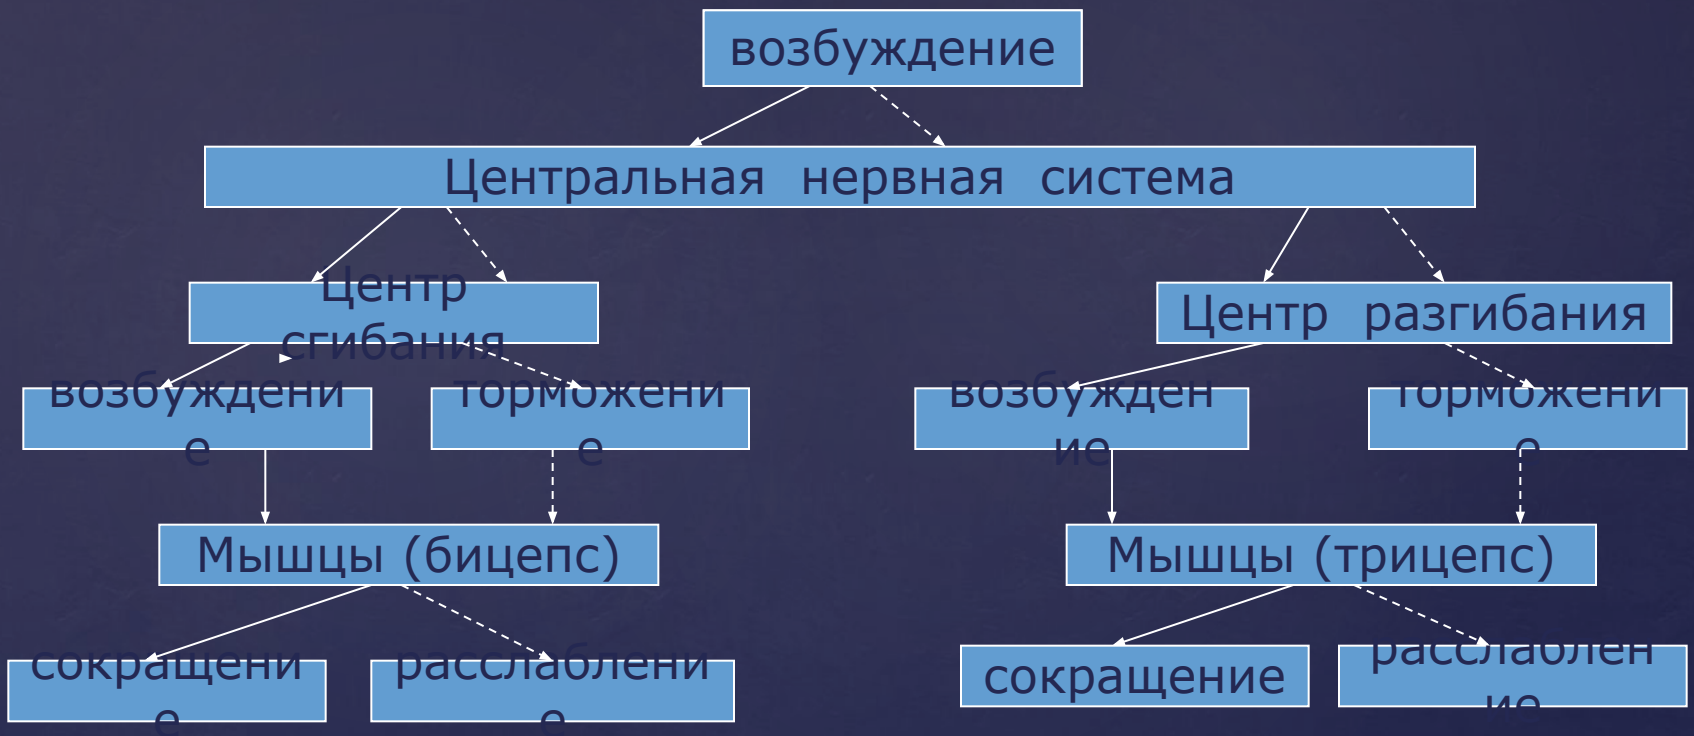 возбуждение
Центральная нервная система
Центр
сгибания
Центр разгибания
возбуждени
е
торможени
е
возбужден
ие
торможени
е
Мышцы (бицепс)
Мышцы (трицепс)
сокращени
е
расслаблени
е
сокращение
расслаблен
ие